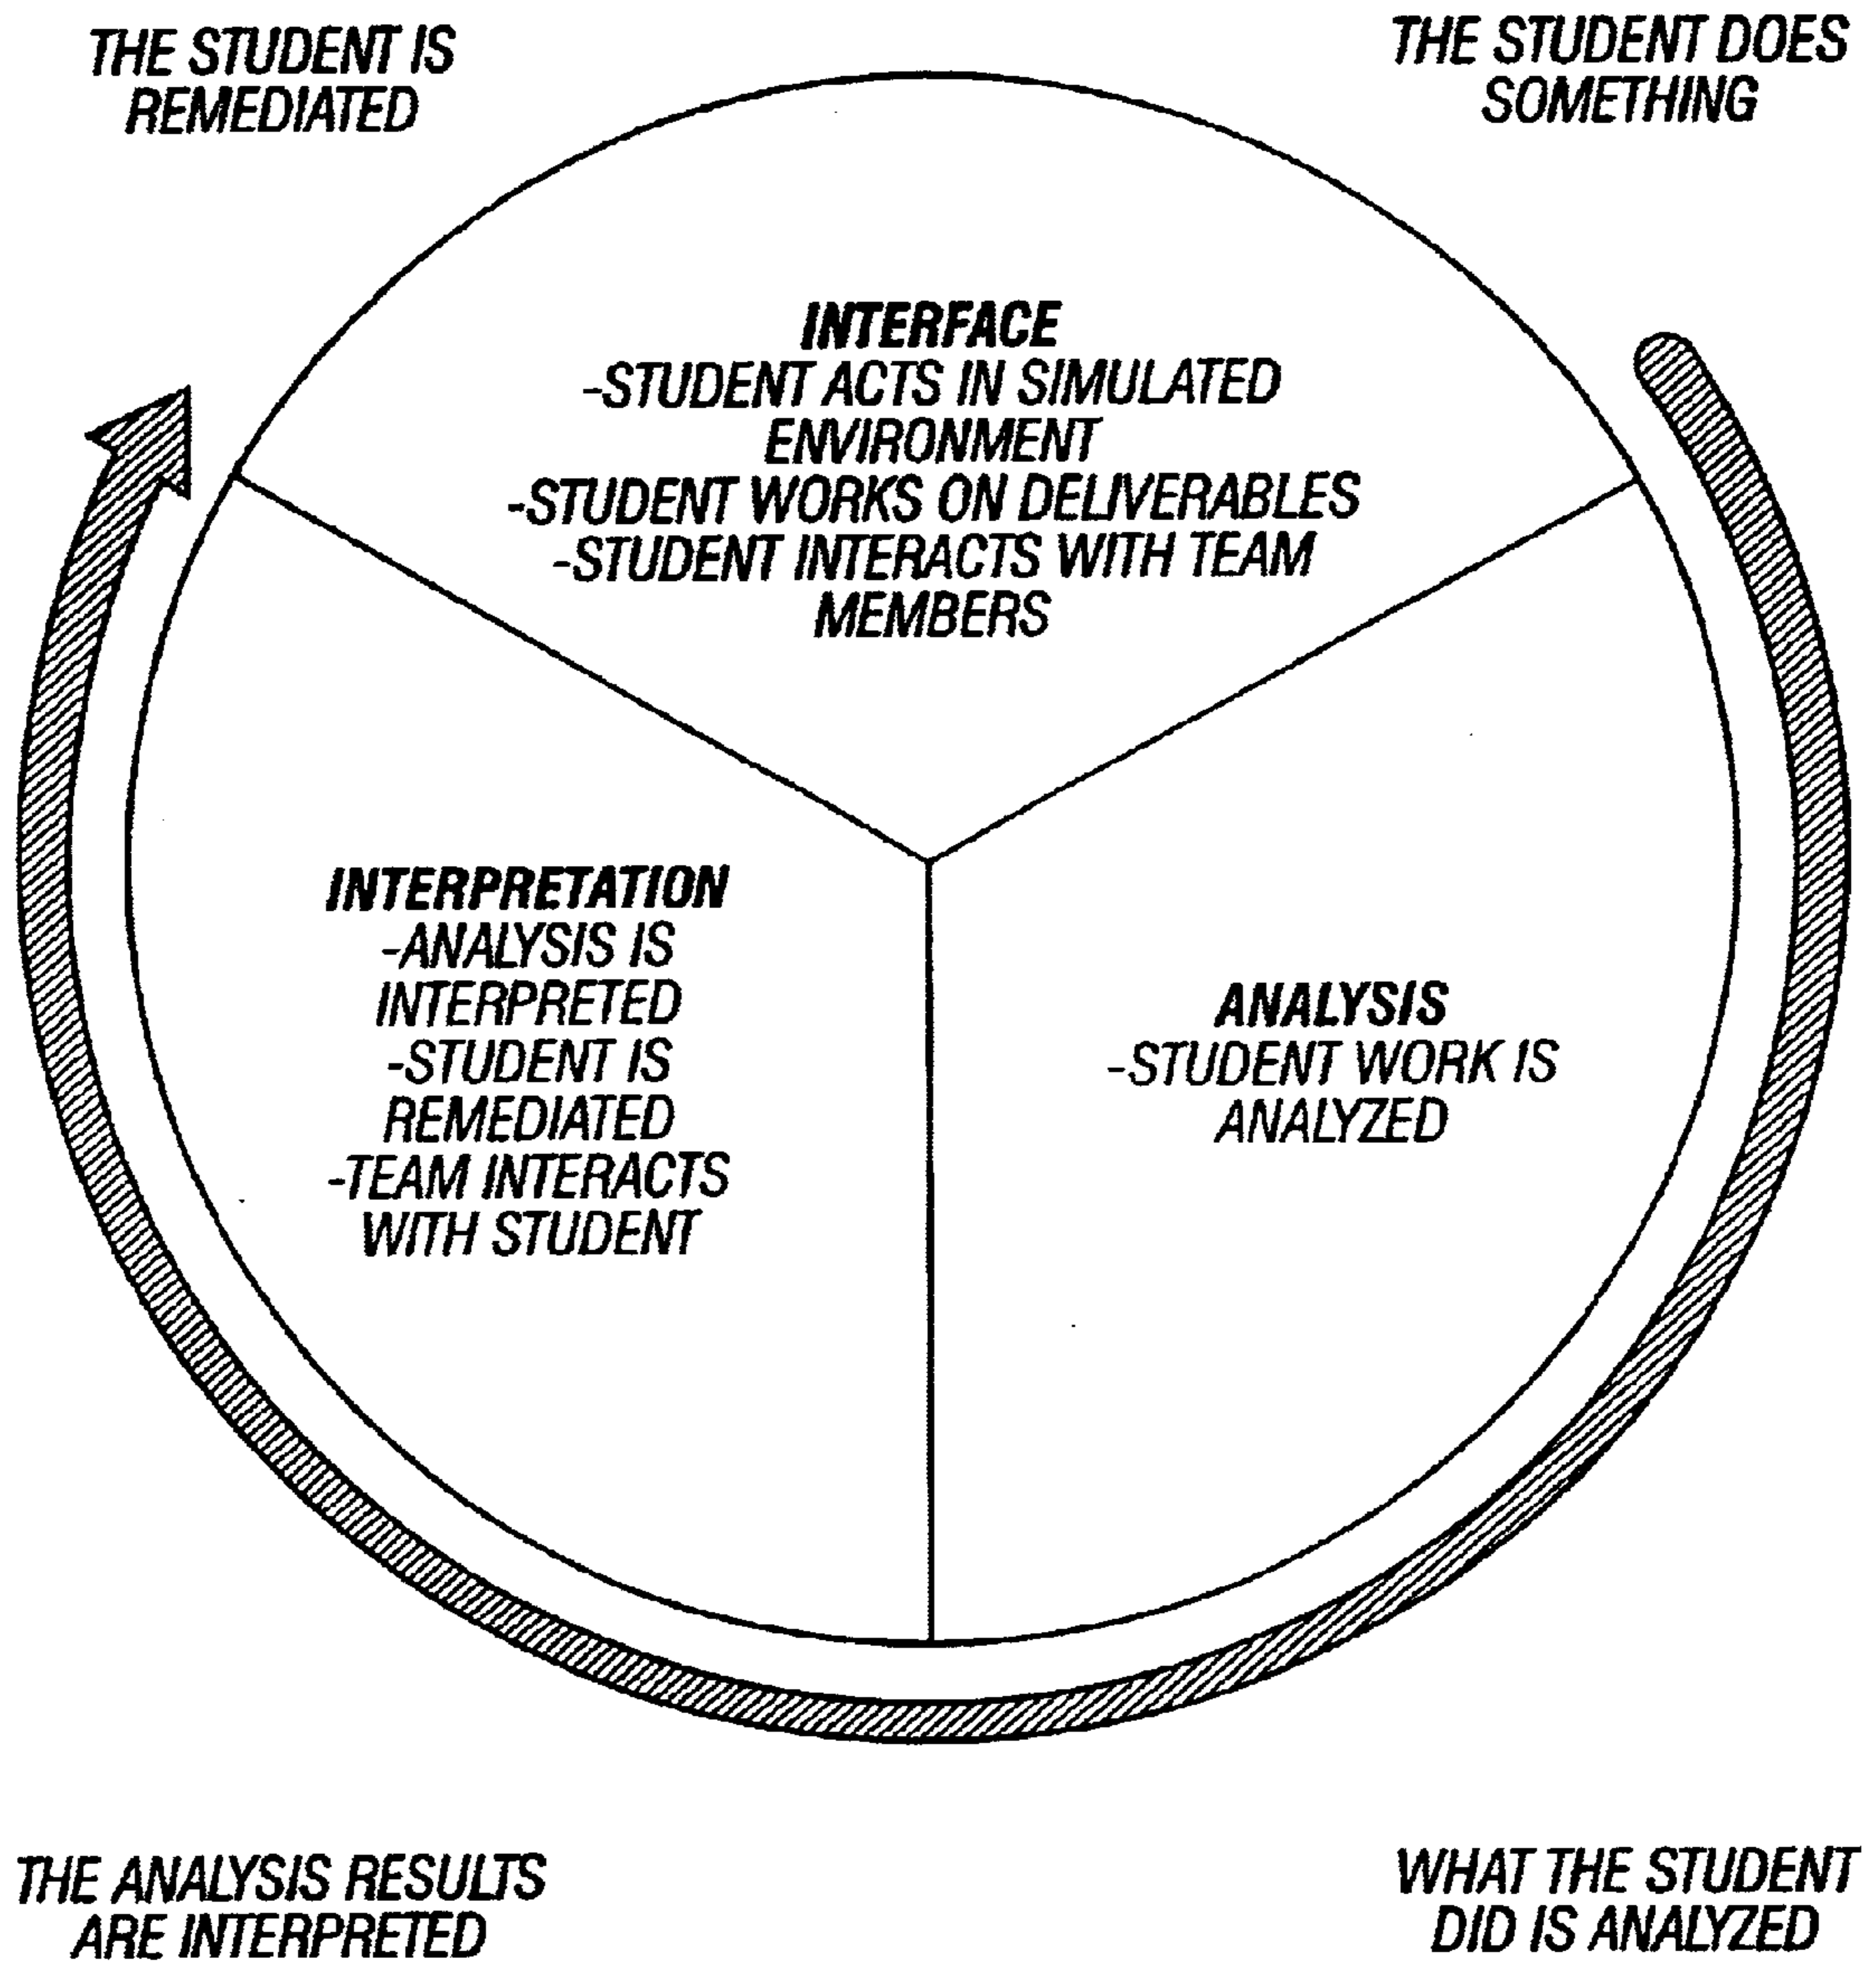 THE STUDENT IS
REMEDIATED
THE STUDENT DOES
SOMETHING
INTERFACE
-STUDENT ACTS IN SIMULATED
ENVIRONMENT
-STUDENT WORKS ON DELIVERABLES
-STUDENT INTERACTS WITH TEAM
MEMBERS
INTERPRETATION
-ANALYSIS IS
INTERPRETED
-STUDENT IS
REMEDIATED
-TEAM INTERACTS
WITH STUDENT
ANALYSIS
-STUDENT WORK IS
ANALYZED
THE ANALYSIS RESULTS
ARE INTERPRETED
WHAT THE STUDENT
DID IS ANALYZED